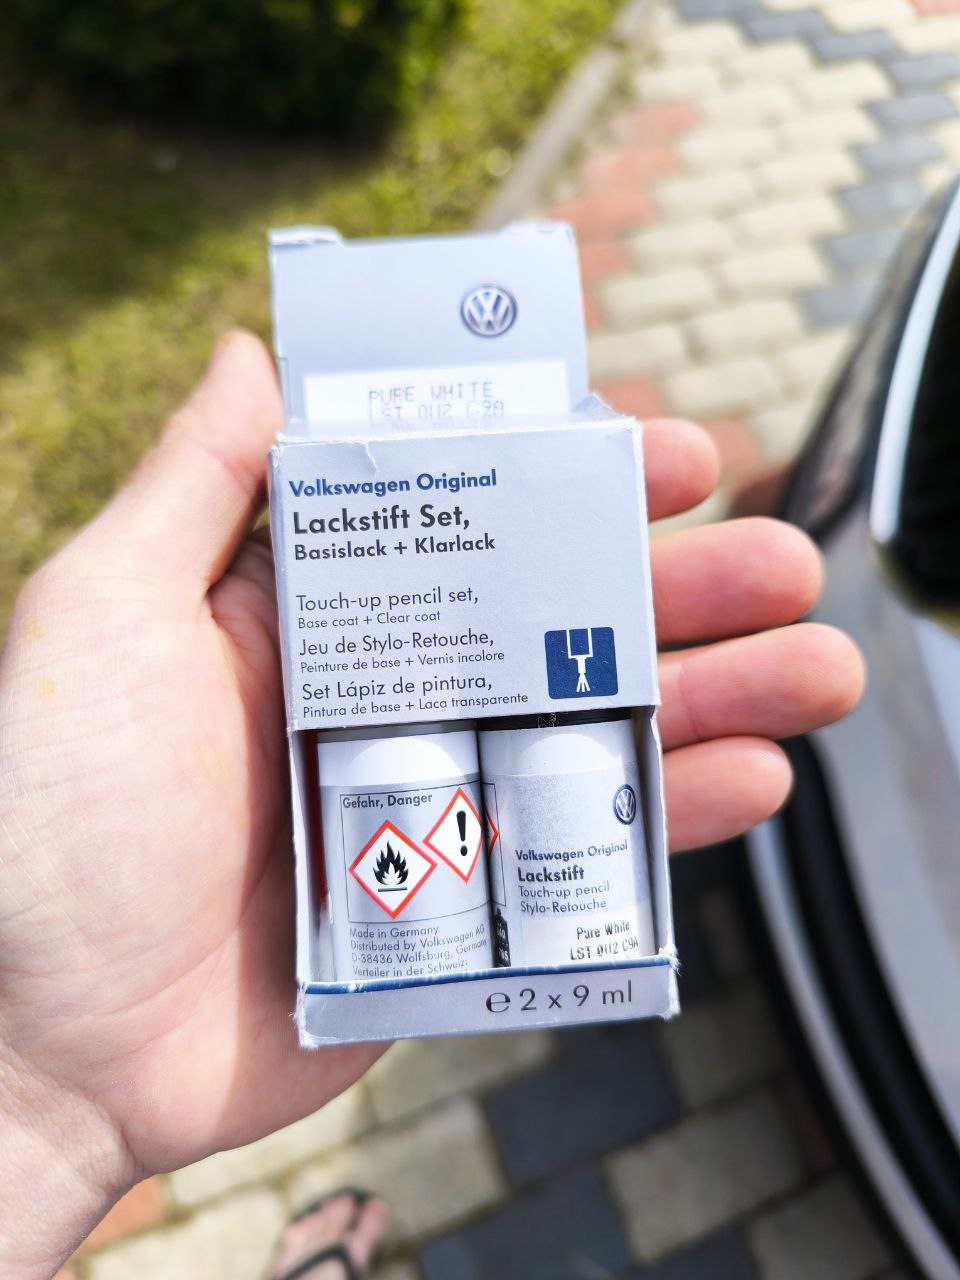 PURE WHITE
LST 0U2 C9A
Volkswagen Original
Lackstift Set,
Basislack + Klarlack
Touch-up pencil set,
Base coat + Clear coat
Jeu de Stylo-Retouche,
Peinture de base + Vernis incolore
Set Lápiz de pintura,
Pintura de base + Laca transparente
Gefahr, Danger
Made in Germany.
Distributed by Volkswagen AG
D-38436 Wolfsburg, Germany
Verteiler in der Schweiz:
Volkswagen Original
Lackstift
Touch-up pencil
Stylo-Retouche
Pure White
LST 0U2 C9A
℮ 2 x 9 ml